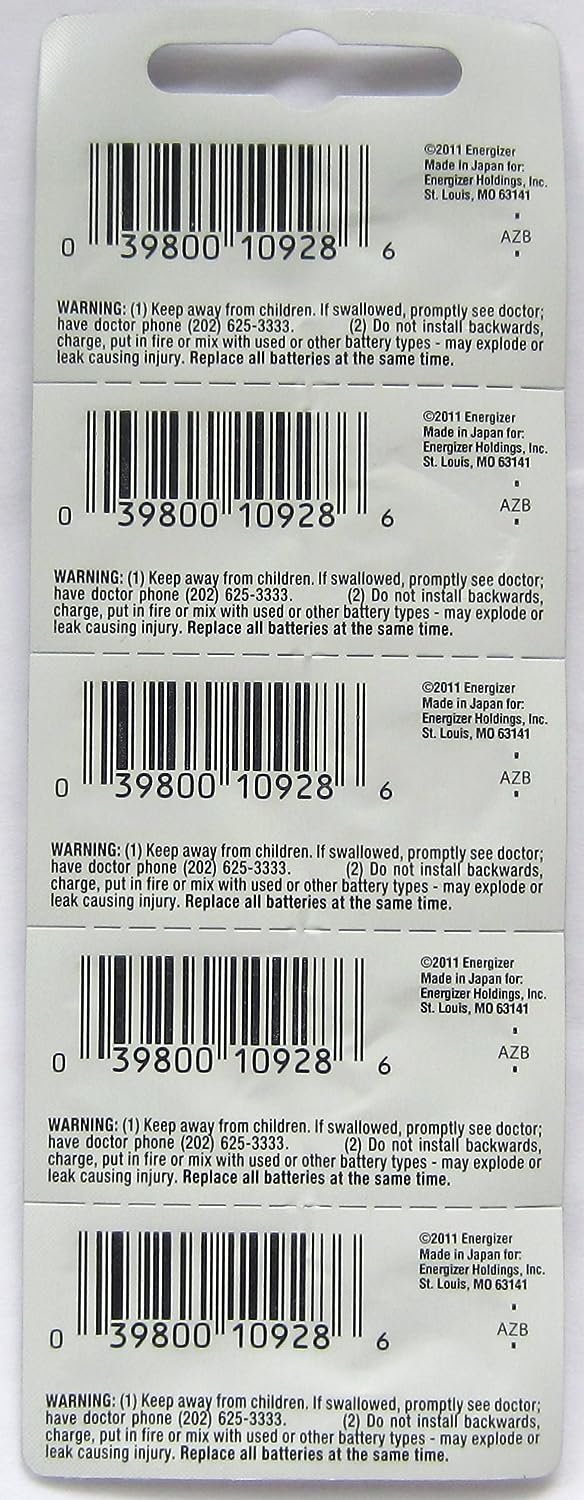 ©2011 Energizer
Made In Japan for:
Energizer Holdings, Inc.
St. Louis, MO 63141
AZB
0 39800 10928 6
WARNING: (1) Keep away from children. If swallowed, promptly see doctor;
have doctor phone (202) 625-3333. (2) Do not install backwards,
charge, put in fire or mix with used or other battery types - may explode or
leak causing injury. Replace all batteries at the same time.
©2011 Energizer
Made in Japan for:
Energizer Holdings, Inc.
St. Louis, MO 63141
AZB
0 39800 10928 6
WARNING: (1) Keep away from children. If swallowed, promptly see doctor;
have doctor phone (202) 625-3333. (2) Do not install backwards,
charge, put in fire or mix with used or other battery types - may explode or
leak causing injury. Replace all batteries at the same time.
©2011 Energizer
Made in Japan for:
Energizer Holdings, Inc.
St. Louis, MO 63141
AZB
0 39800 10928 6
WARNING: (1) Keep away from children. If swallowed, promptly see doctor;
have doctor phone (202) 625-3333. (2) Do not install backwards,
charge, put in fire or mix with used or other battery types - may explode or
leak causing injury. Replace all batteries at the same time.
©2011 Energizer
Made in Japan for:
Energizer Holdings, Inc.
St. Louis, MO 63141
AZB
0 39800 10928 6
WARNING: (1) Keep away from children. If swallowed, promptly see doctor;
have doctor phone (202) 625-3333. (2) Do not install backwards,
charge, put in fire or mix with used or other battery types - may explode or
leak causing injury. Replace all batteries at the same time.
©2011 Energizer
Made in Japan for:
Energizer Holdings, Inc.
St. Louis, MO 63141
AZB
0 39800 10928 6
WARNING: (1) Keep away from children. If swallowed, promptly see doctor;
have doctor phone (202) 625-3333. (2) Do not install backwards,
charge, put in fire or mix with used or other battery types - may explode or
leak causing injury. Replace all batteries at the same time.